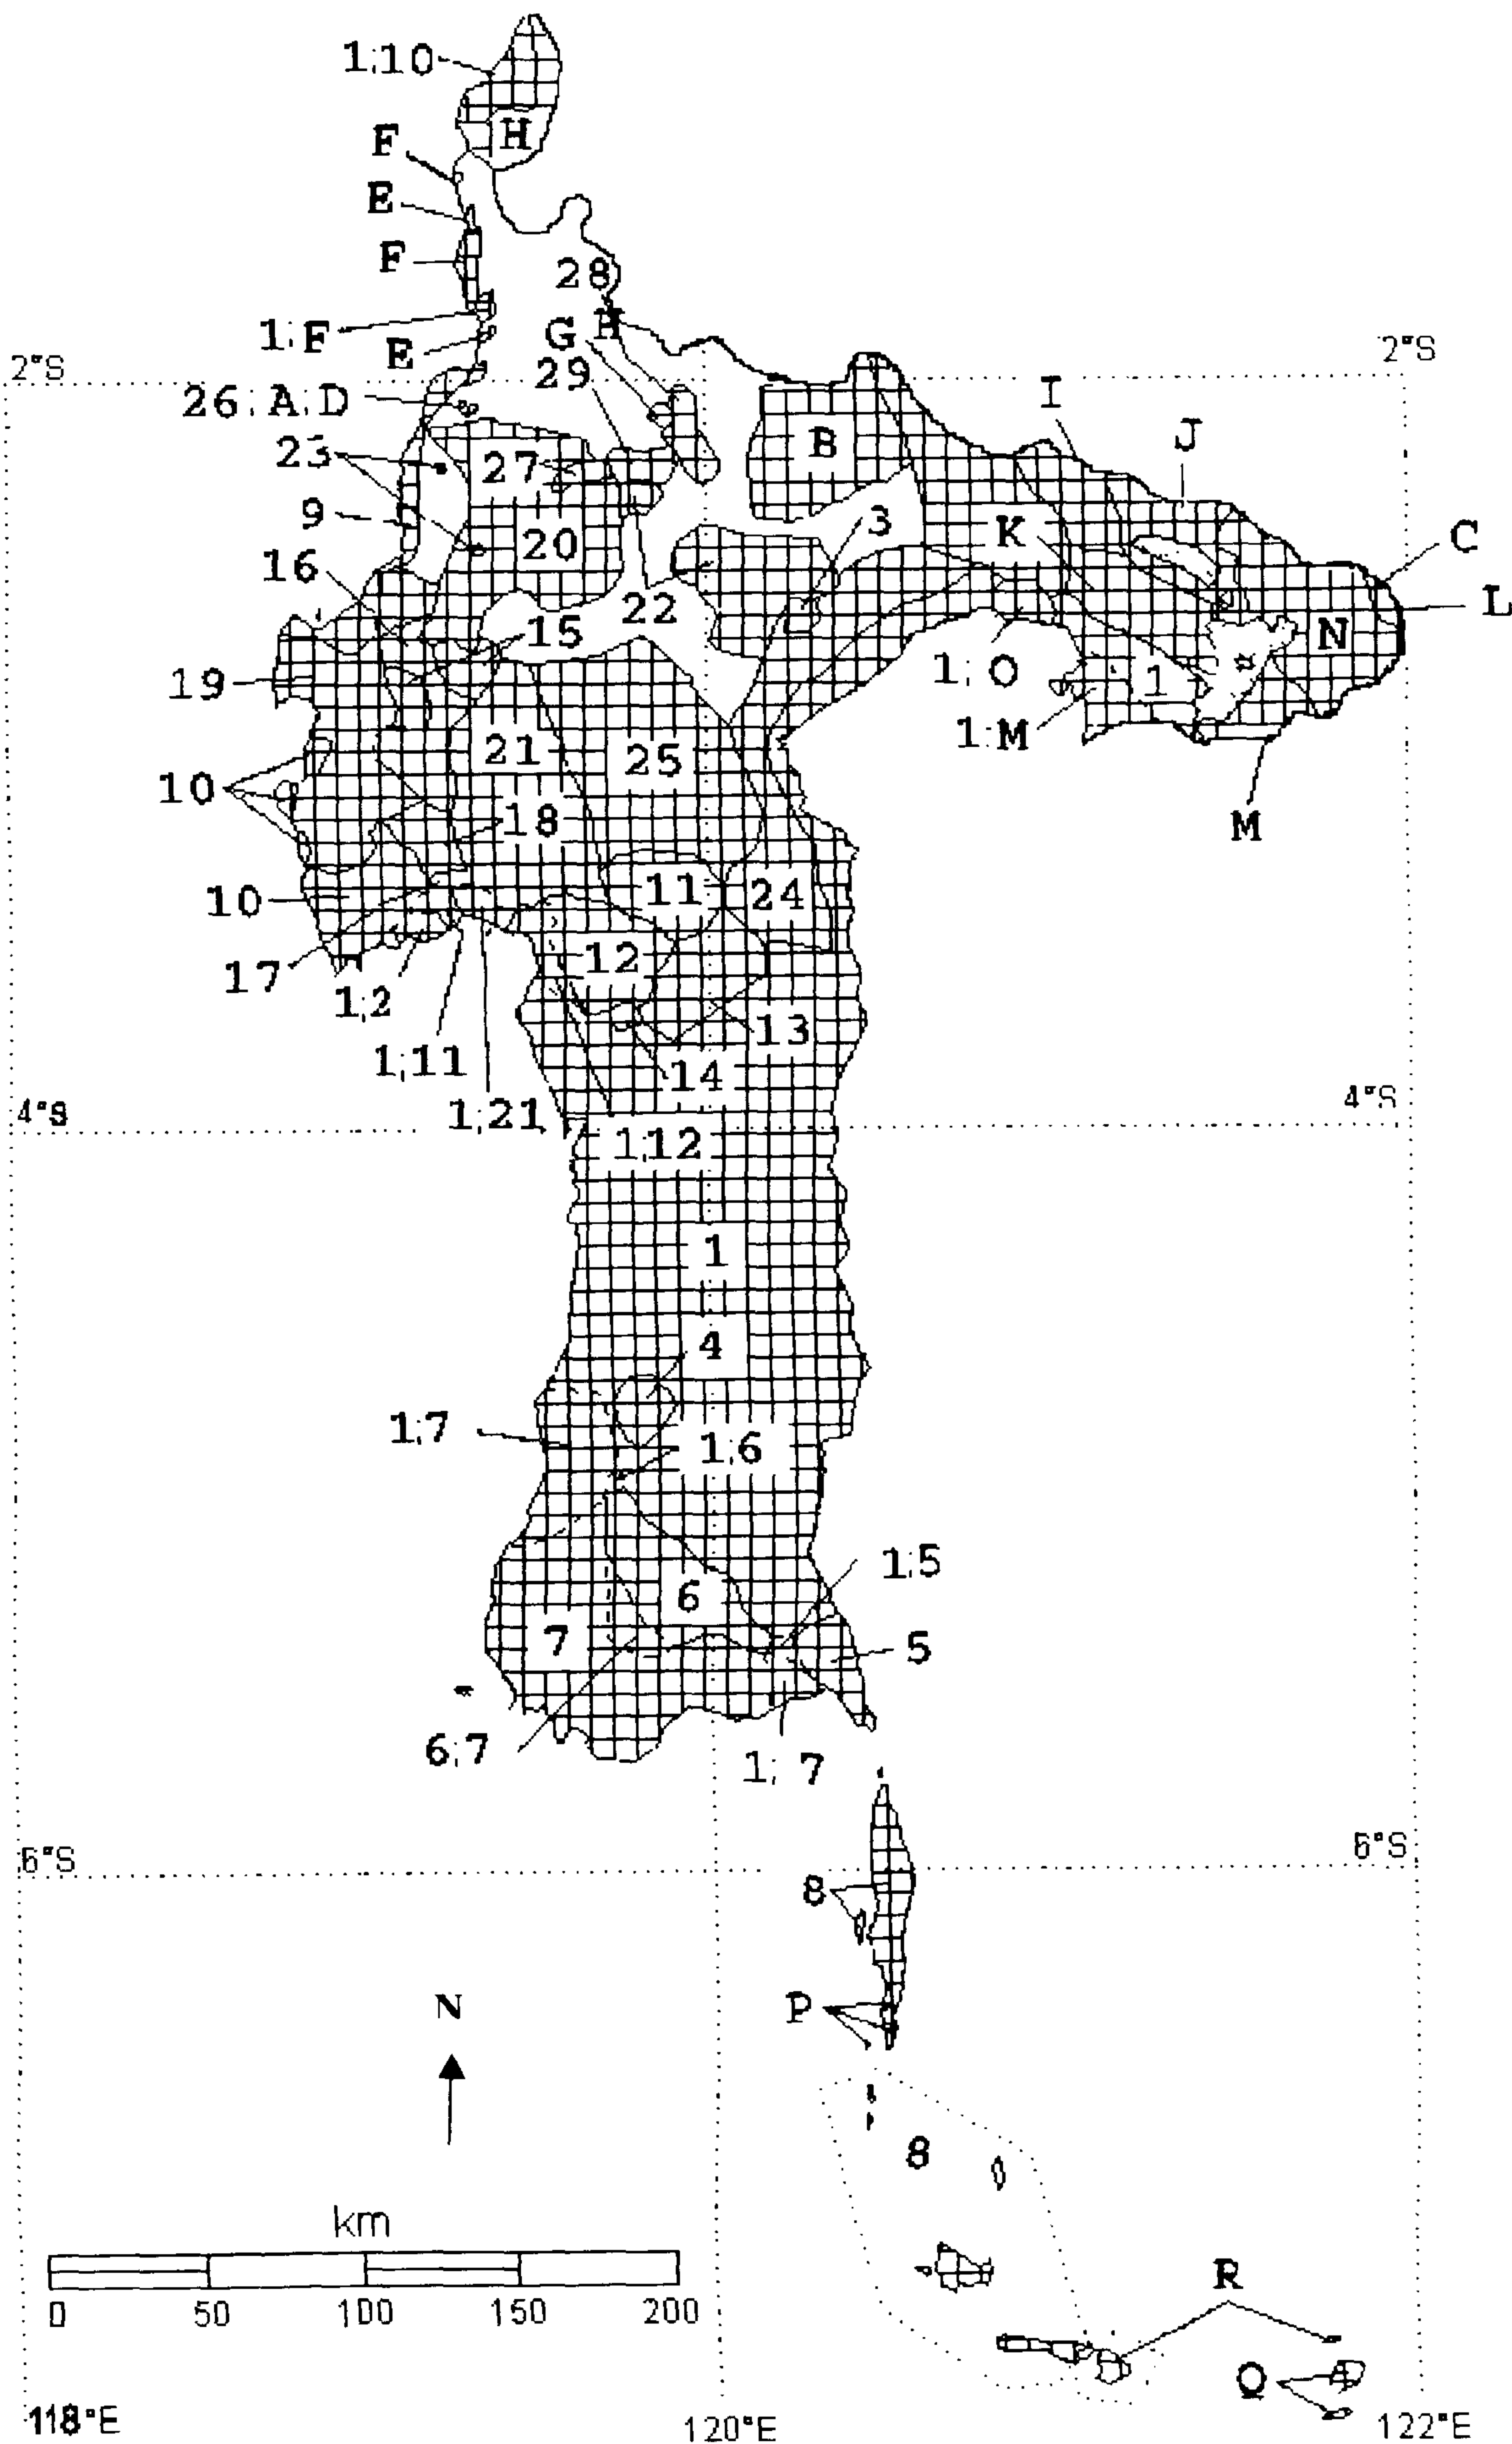 1;10
H
F
E
F
28
1;F
G
H
E
29
2°S
2°S
26;A;D
I
J
B
23
27
9
3
K
C
20
16
22
L
15
N
19
1;O
1
*
1;M
21
25
10
18
M
11
24
10
12
17
1;2
13
1;11
14
1;21
4°S
4°S
1;12
1
4
1;7
1;6
1;5
6
7
5
*
6;7
1; 7
6°S
6°S
8
P
N
8
km
R
0 50 100 150 200
Q
118°E
120°E
122°E